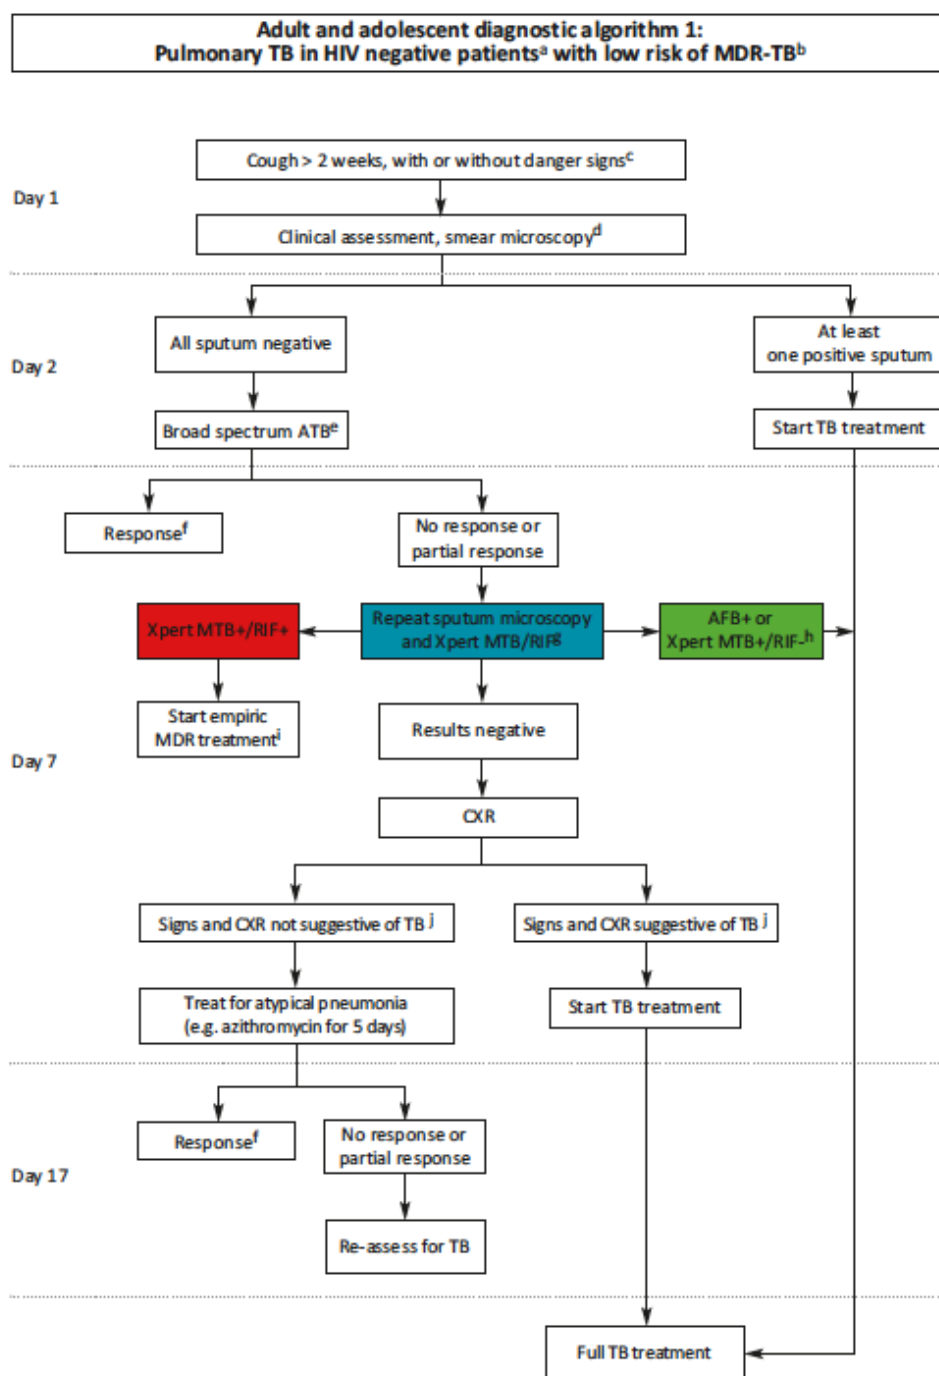 Adult and adolescent diagnostic algorithm 1:
Pulmonary TB in HIV negative patientsᵃ with low risk of MDR-TBᵇ
Cough > 2 weeks, with or without danger signsᶜ
Day 1
Clinical assessment, smear microscopyᵈ
All sputum negative
At least
one positive sputum
Day 2
Broad spectrum ATBᵉ
Start TB treatment
Responseᶠ
No response or
partial response
Xpert MTB+/RIF+
Repeat sputum microscopy
and Xpert MTB/RIFᵍ
AFB+ or
Xpert MTB+/RIF-ʰ
Start empiric
MDR treatmentⁱ
Results negative
Day 7
CXR
Signs and CXR not suggestive of TB ʲ
Signs and CXR suggestive of TB ʲ
Treat for atypical pneumonia
(e.g. azithromycin for 5 days)
Start TB treatment
Responseᶠ
No response or
partial response
Day 17
Re-assess for TB
Full TB treatment